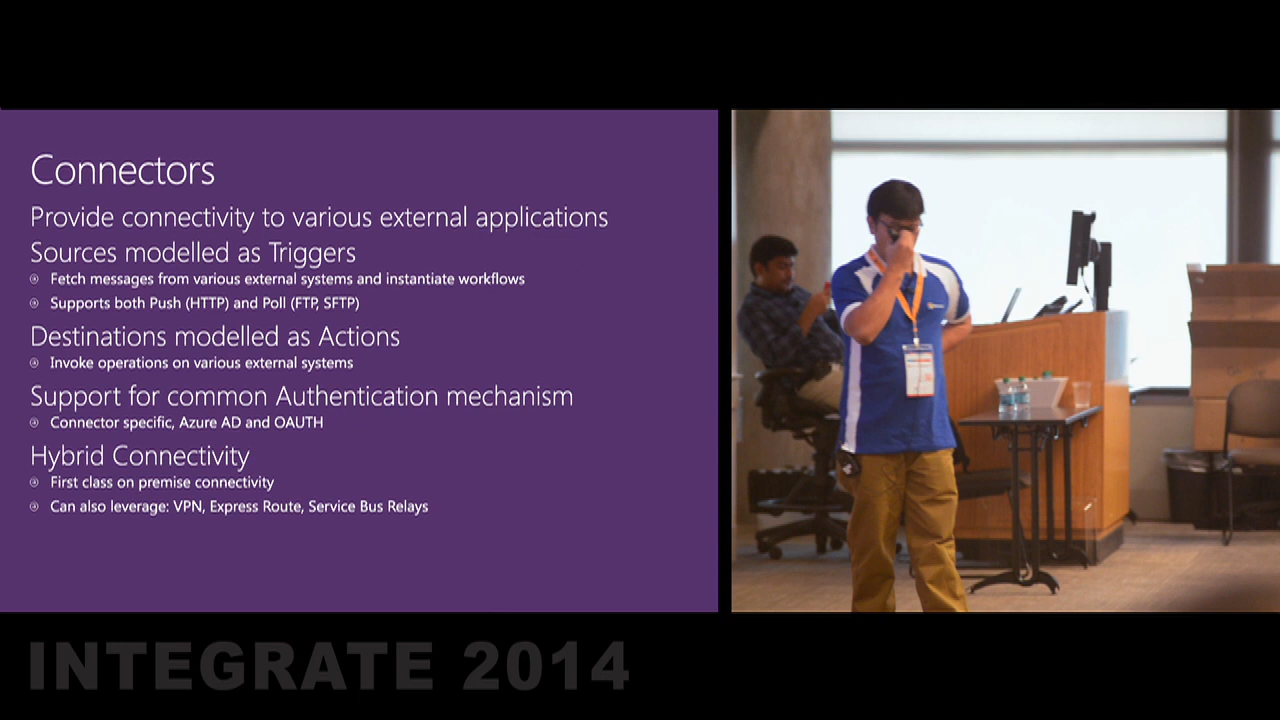 Connectors
Provide connectivity to various external applications
Sources modelled as Triggers
Fetch messages from various external systems and instantiate workflows
Supports both Push (HTTP) and Poll (FTP, SFTP)
Destinations modelled as Actions
Invoke operations on various external systems
Support for common Authentication mechanism
Connector specific, Azure AD and OAUTH
Hybrid Connectivity
First class on premise connectivity
Can also leverage: VPN, Express Route, Service Bus Relays
INTEGRATE 2014